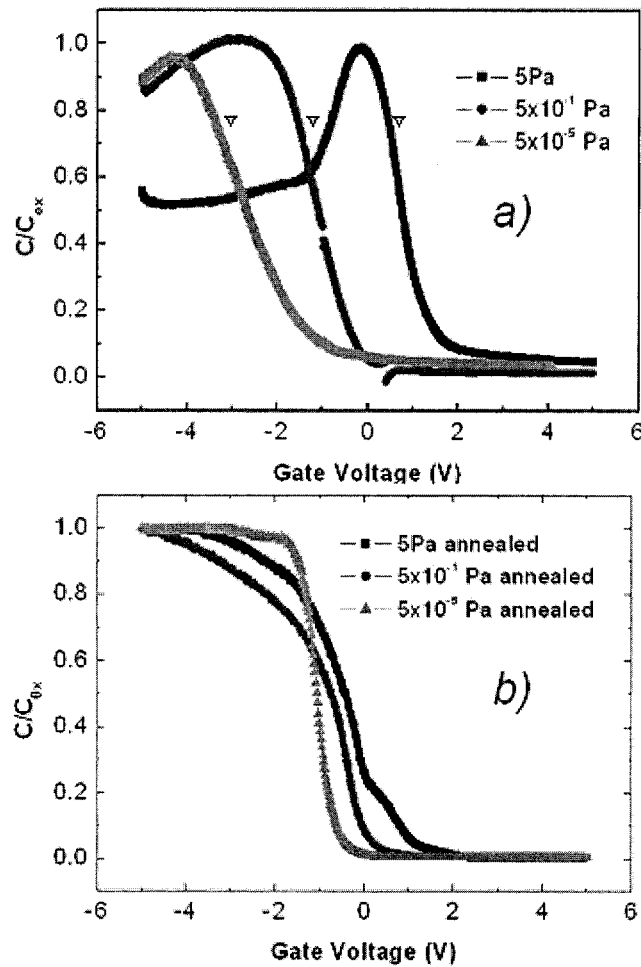 1.0
0.8
0.6
0.4
0.2
0.0
C/C_ex
5Pa
5x10⁻¹ Pa
5x10⁻⁵ Pa
a)
-6 -4 -2 0 2 4 6
Gate Voltage (V)
1.0
0.8
0.6
0.4
0.2
0.0
C/C_0x
5Pa annealed
5x10⁻¹ Pa annealed
5x10⁻⁵ Pa annealed
b)
-6 -4 -2 0 2 4 6
Gate Voltage (V)